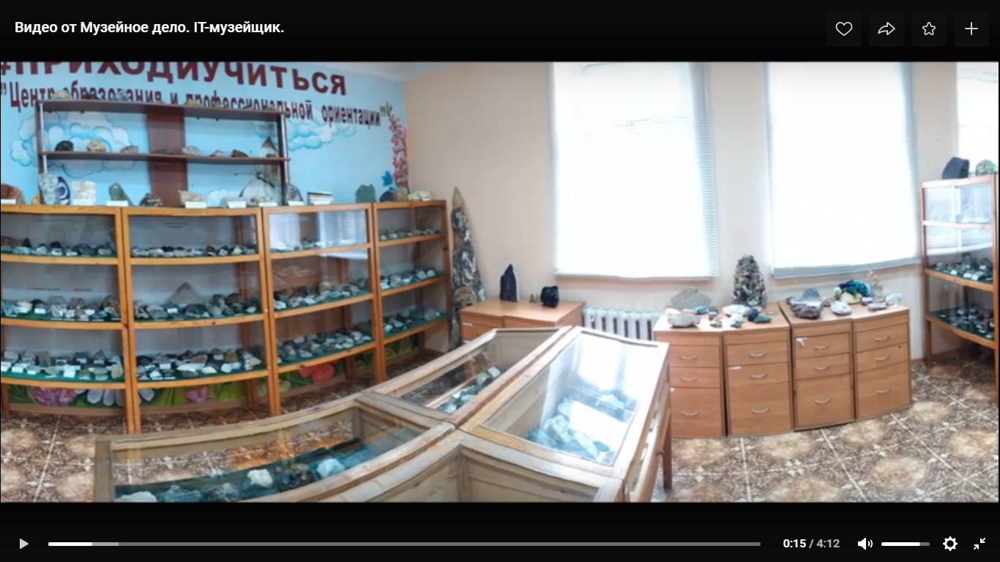 Видео от Музейное дело. IT-музейщик.
#ПРИХОДИУЧИТЬСЯ
"Центр образования и профессиональной ориентации"
0:15 / 4:12